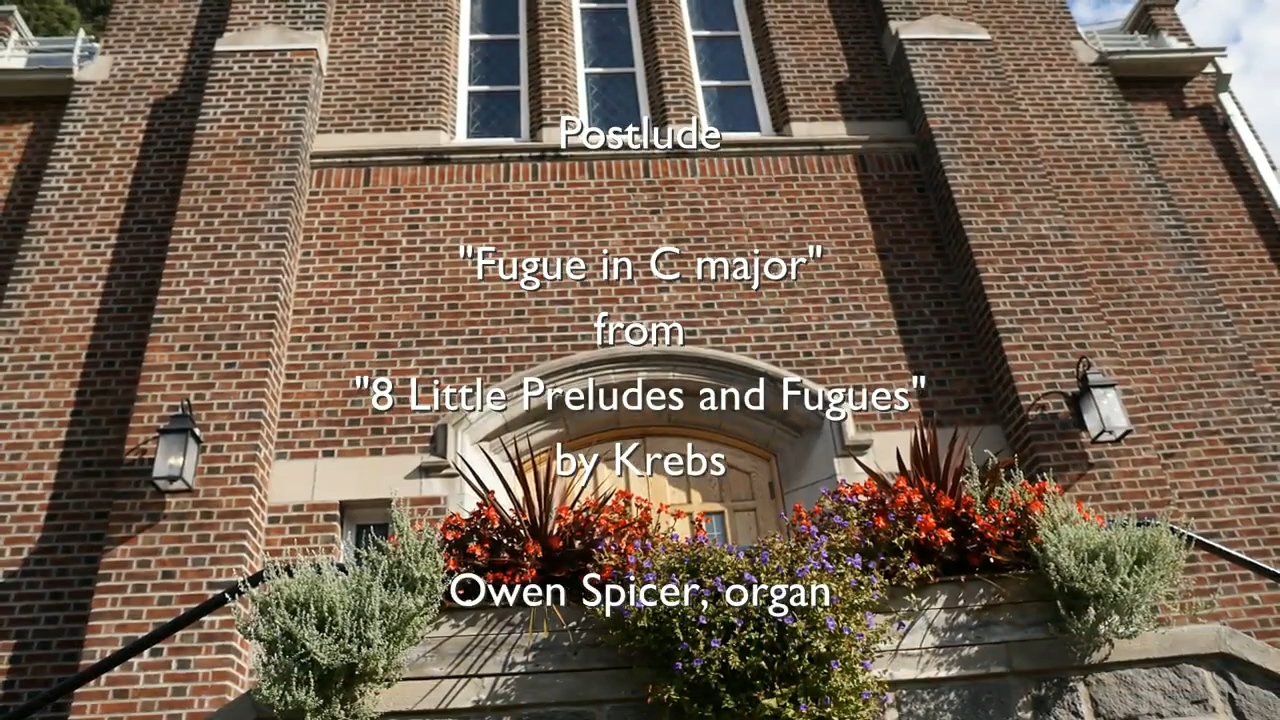 Postlude
"Fugue in C major"
from
"8 Little Preludes and Fugues"
by Krebs
Owen Spicer, organ